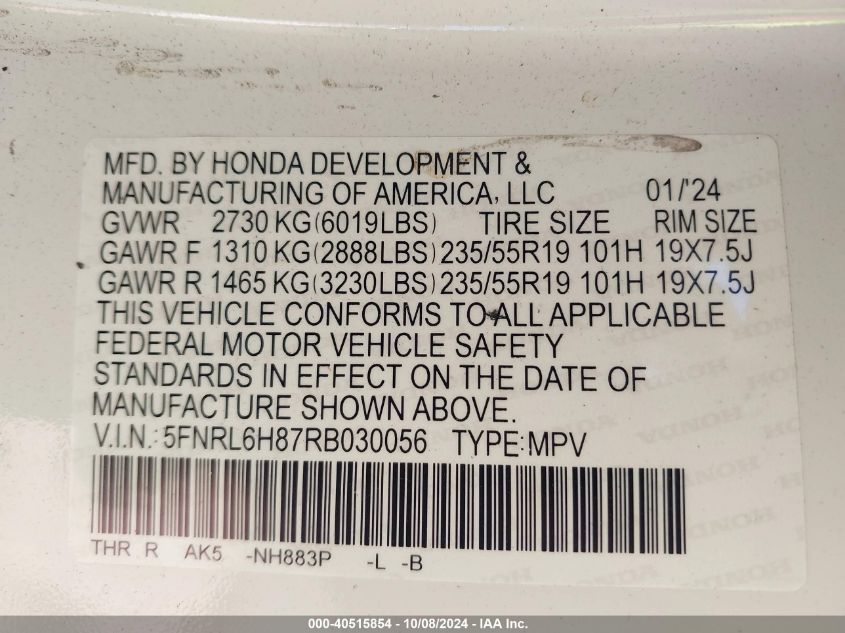 MFD. BY HONDA DEVELOPMENT &
MANUFACTURING OF AMERICA, LLC 01/'24
GVWR 2730 KG(6019LBS) TIRE SIZE RIM SIZE
GAWR F 1310 KG(2888LBS) 235/55R19 101H 19X7.5J
GAWR R 1465 KG(3230LBS) 235/55R19 101H 19X7.5J
THIS VEHICLE CONFORMS TO ALL APPLICABLE
FEDERAL MOTOR VEHICLE SAFETY
STANDARDS IN EFFECT ON THE DATE OF
MANUFACTURE SHOWN ABOVE.
V.I.N.: 5FNRL6H87RB030056 TYPE:MPV
THR R AK5 -NH883P -L -B
000-40515854 - 10/08/2024 - IAA Inc.